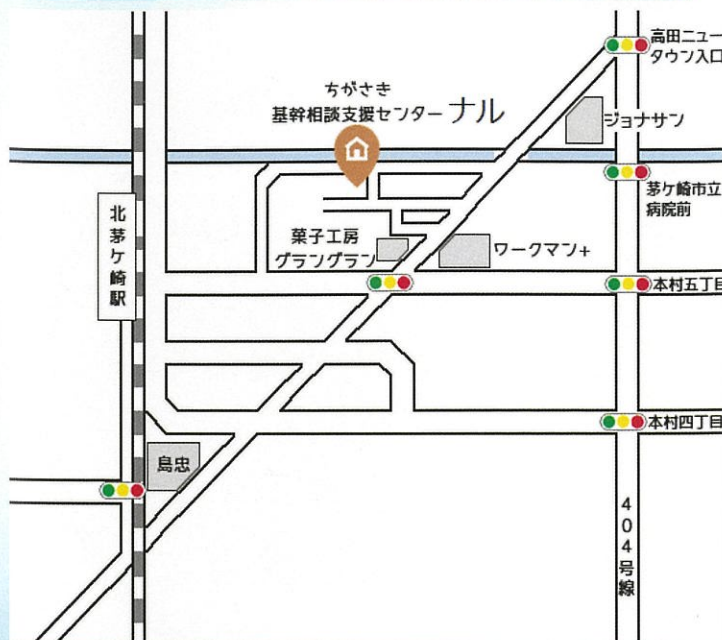 高田ニュー
タウン入口
ちがさき
基幹相談支援センター ナル
ジョナサン
茅ケ崎市立
病院前
北茅ケ崎駅
菓子工房
グラングラン
ワークマン+
本村五丁目
本村四丁目
島忠
404号線